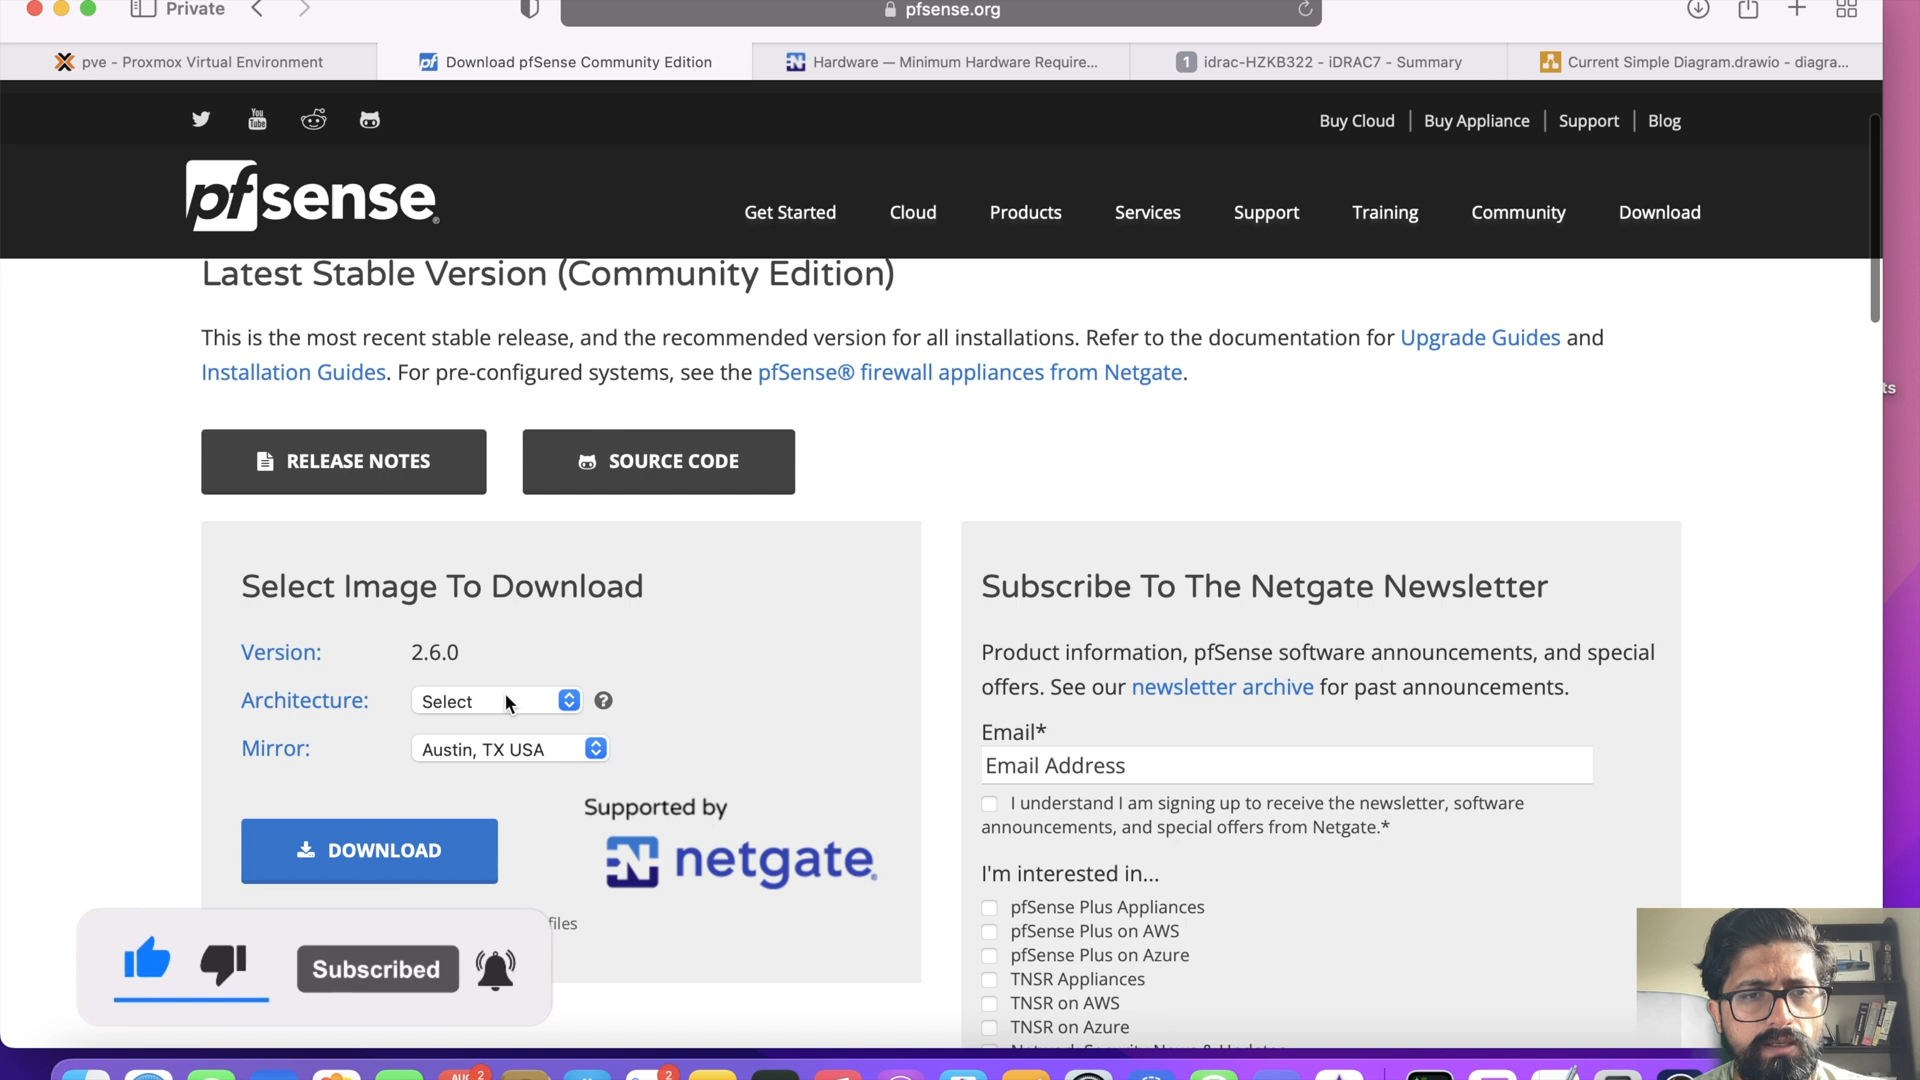 Private
pfsense.org
pve - Proxmox Virtual Environment
Download pfSense Community Edition
Hardware — Minimum Hardware Require...
1 idrac-HZKB322 - iDRAC7 - Summary
Current Simple Diagram.drawio - diagra...
You Tube
Buy Cloud
Buy Appliance
Support
Blog
pfsense
Get Started
Cloud
Products
Services
Support
Training
Community
Download
Latest Stable Version (Community Edition)
This is the most recent stable release, and the recommended version for all installations. Refer to the documentation for Upgrade Guides and
Installation Guides. For pre-configured systems, see the pfSense® firewall appliances from Netgate.
ts
RELEASE NOTES
SOURCE CODE
Select Image To Download
Version: 2.6.0
Architecture: Select
Mirror: Austin, TX USA
Supported by
N netgate®
DOWNLOAD
files
Subscribed
Subscribe To The Netgate Newsletter
Product information, pfSense software announcements, and special
offers. See our newsletter archive for past announcements.
Email*
Email Address
I understand I am signing up to receive the newsletter, software
announcements, and special offers from Netgate.*
I'm interested in...
pfSense Plus Appliances
pfSense Plus on AWS
pfSense Plus on Azure
TNSR Appliances
TNSR on AWS
TNSR on Azure
AUG 2
2